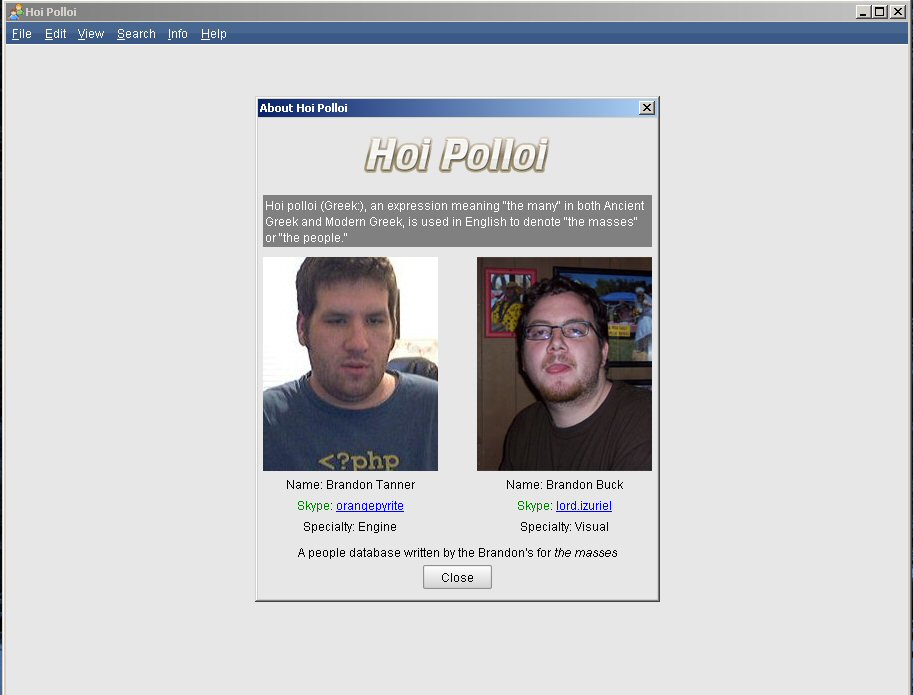 Hoi Polloi
File Edit View Search Info Help
About Hoi Polloi
Hoi Polloi
Hoi polloi (Greek:), an expression meaning "the many" in both Ancient
Greek and Modern Greek, is used in English to denote "the masses"
or "the people."
<?php
Name: Brandon Tanner
Name: Brandon Buck
Skype: orangepyrite
Skype: lord.izuriel
Specialty: Engine
Specialty: Visual
A people database written by the Brandon's for the masses
Close